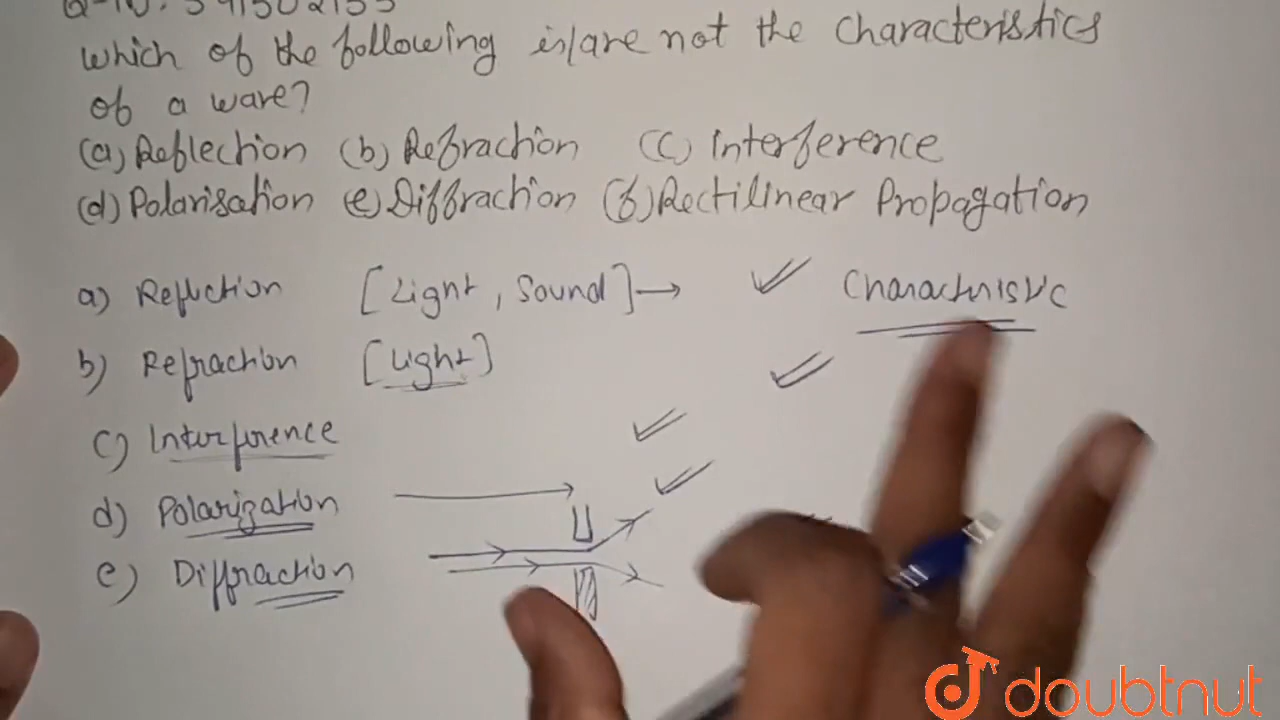 which of the following is/are not the characteristics
of a wave?
(a) Reflection (b) Refraction (c) Interference
(d) Polarisation (e) Diffraction (f) Rectilinear Propagation
a) Reflection [Light, Sound] → ✓ Characteristic
b) Refraction [Light] ✓
c) Interference ✓
d) Polarization ✓
e) Diffraction
doubtnut